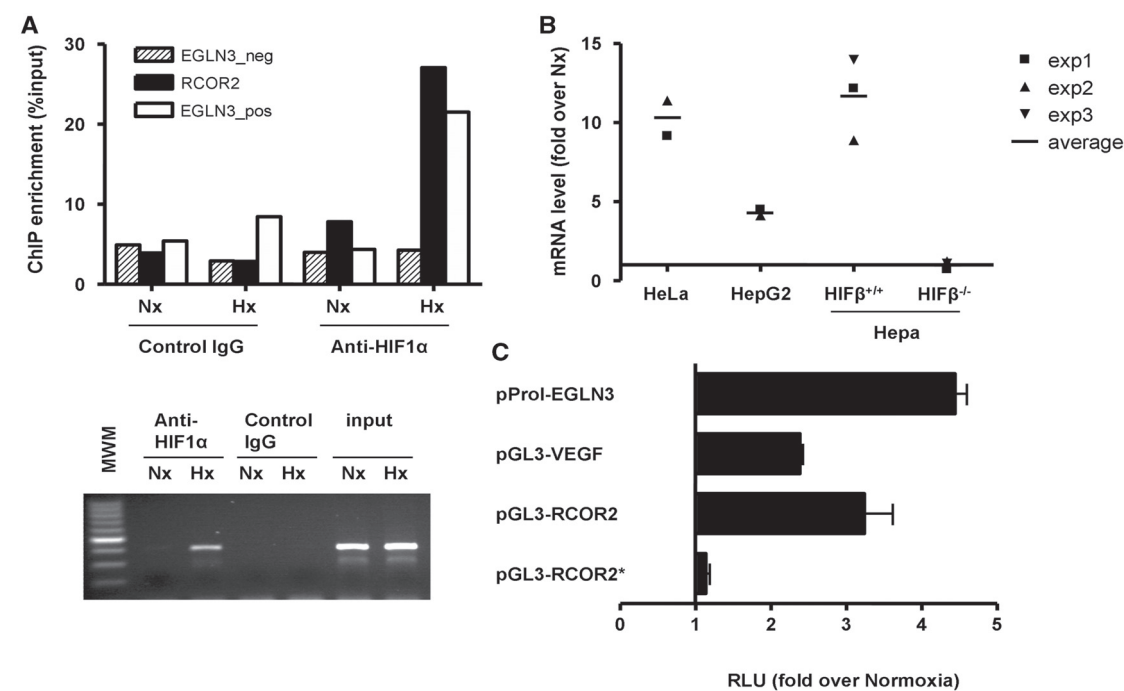 A
ChIP enrichment (%input)
30
20
10
0
EGLN3_neg
RCOR2
EGLN3_pos
Nx Hx Nx Hx
Control IgG Anti-HIF1α
B
mRNA level (fold over Nx)
15
10
5
0
HeLa HepG2 HIFβ+/+ HIFβ-/-
Hepa
exp1
exp2
exp3
average
MWM
Anti-
HIF1α
Control
IgG
input
Nx Hx Nx Hx Nx Hx
C
pProI-EGLN3
pGL3-VEGF
pGL3-RCOR2
pGL3-RCOR2*
0 1 2 3 4 5
RLU (fold over Normoxia)